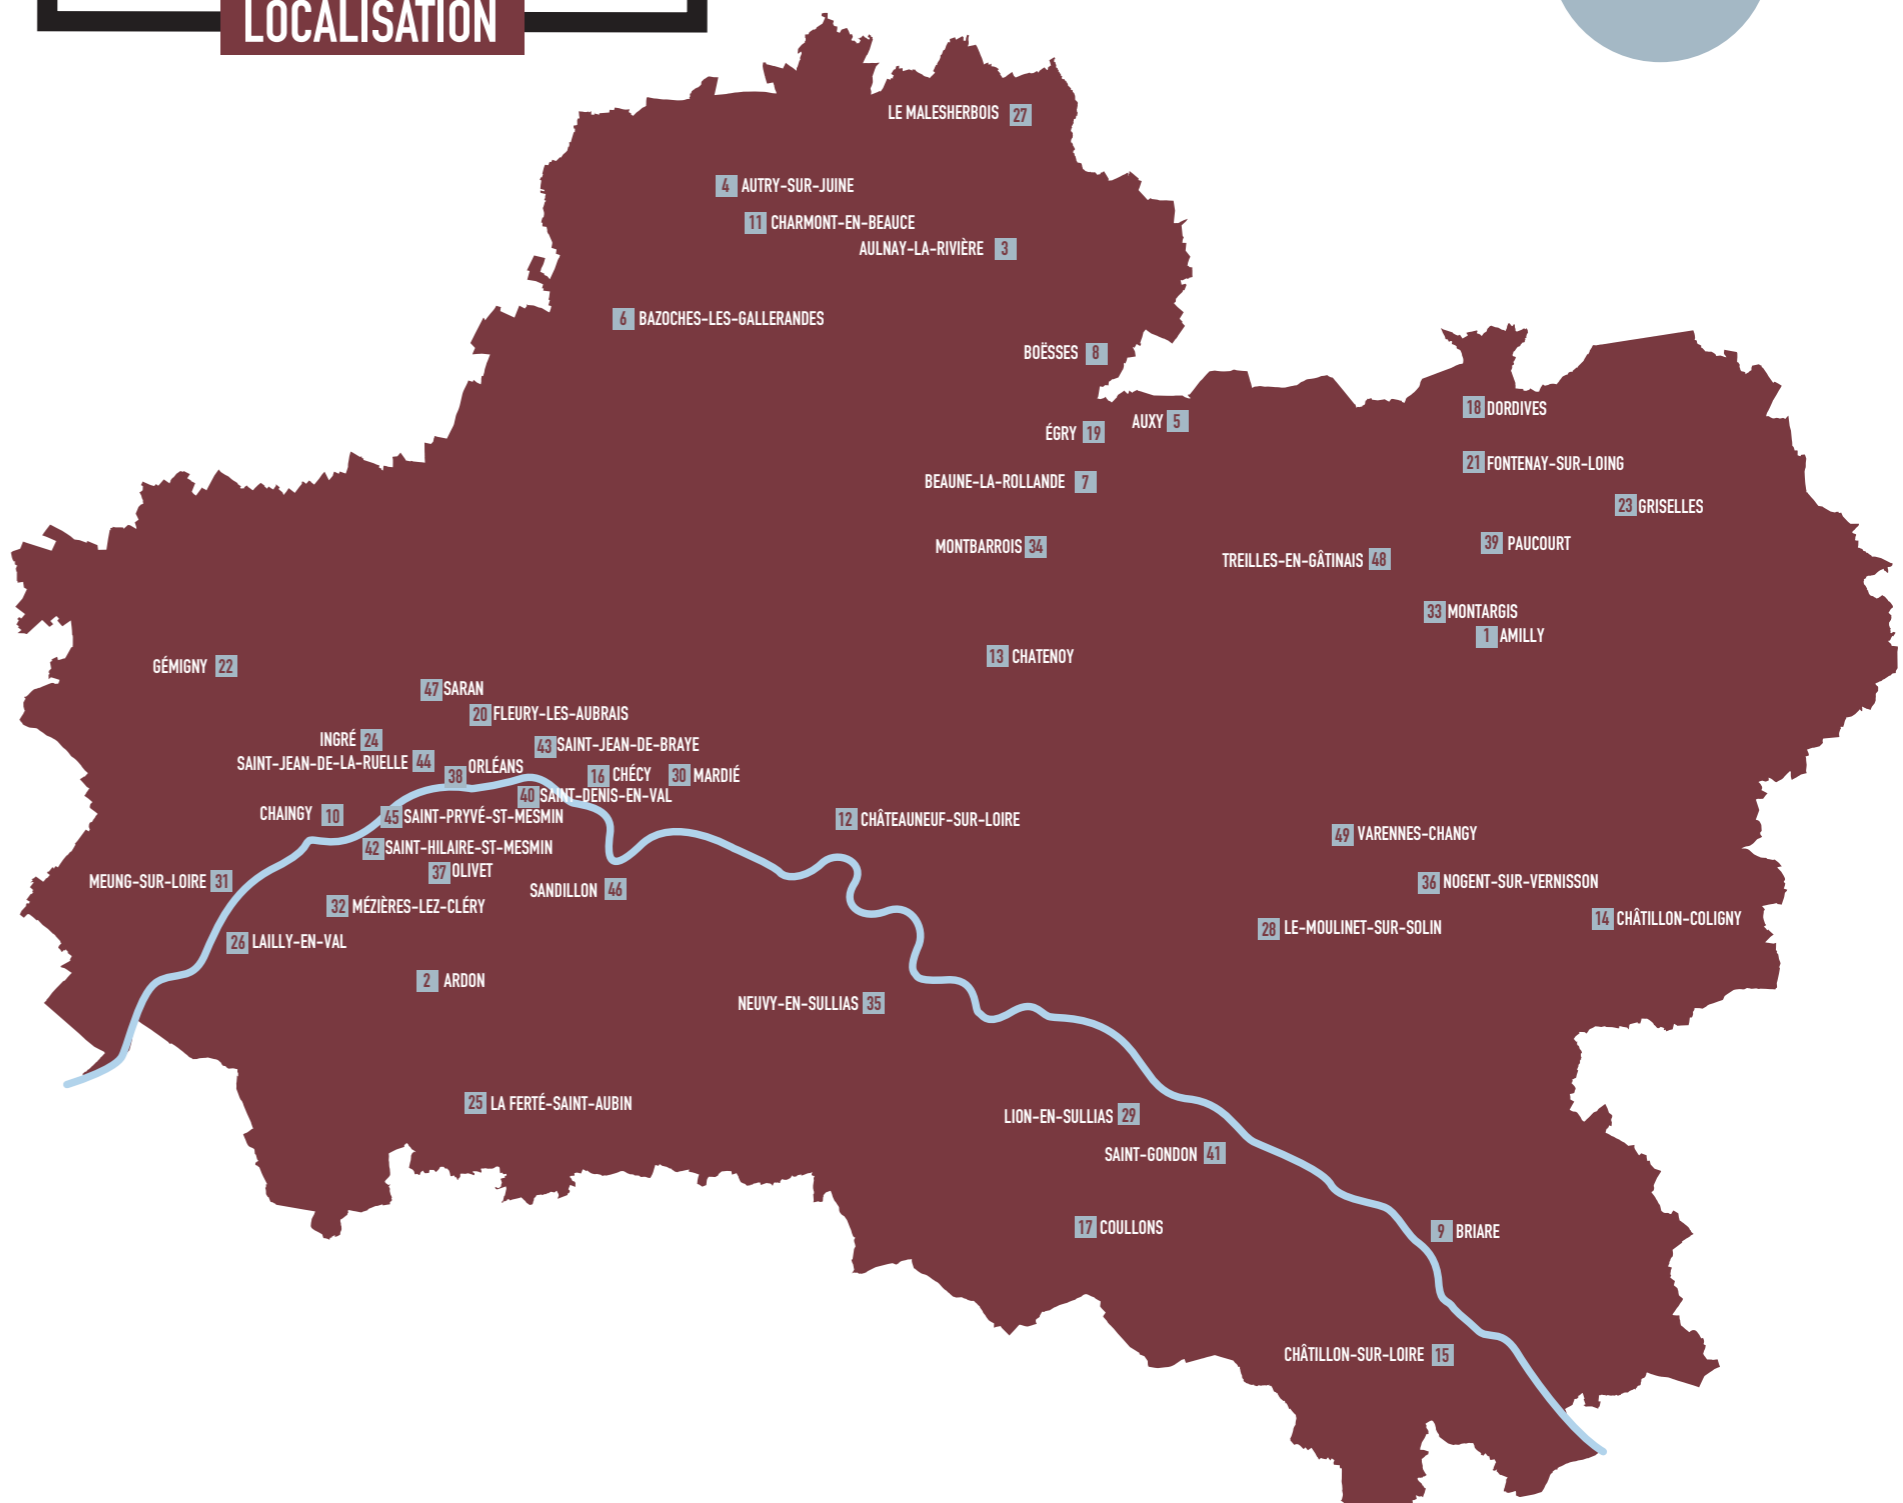 LOCALISATION
LE MALESHERBOIS 27
4 AUTRY-SUR-JUINE
11 CHARMONT-EN-BEAUCE
AULNAY-LA-RIVIÈRE 3
6 BAZOCHES-LES-GALLERANDES
BOËSSES 8
18 DORDIVES
AUXY 5
ÉGRY 19
21 FONTENAY-SUR-LOING
BEAUNE-LA-ROLLANDE 7
23 GRISELLES
39 PAUCOURT
MONTBARROIS 34
TREILLES-EN-GÂTINAIS 48
33 MONTARGIS
1 AMILLY
13 CHATENOY
GÉMIGNY 22
47 SARAN
20 FLEURY-LES-AUBRAIS
INGRÉ 24
43 SAINT-JEAN-DE-BRAYE
SAINT-JEAN-DE-LA-RUELLE 44
38 ORLÉANS
16 CHÉCY
30 MARDIÉ
40 SAINT-DENIS-EN-VAL
CHAINGY 10
45 SAINT-PRYVÉ-ST-MESMIN
12 CHÂTEAUNEUF-SUR-LOIRE
49 VARENNES-CHANGY
42 SAINT-HILAIRE-ST-MESMIN
37 OLIVET
MEUNG-SUR-LOIRE 31
36 NOGENT-SUR-VERNISSON
SANDILLON 46
32 MÉZIÈRES-LEZ-CLÉRY
14 CHÂTILLON-COLIGNY
28 LE-MOULINET-SUR-SOLIN
26 LAILLY-EN-VAL
2 ARDON
NEUVY-EN-SULLIAS 35
25 LA FERTÉ-SAINT-AUBIN
LION-EN-SULLIAS 29
SAINT-GONDON 41
17 COULLONS
9 BRIARE
CHÂTILLON-SUR-LOIRE 15